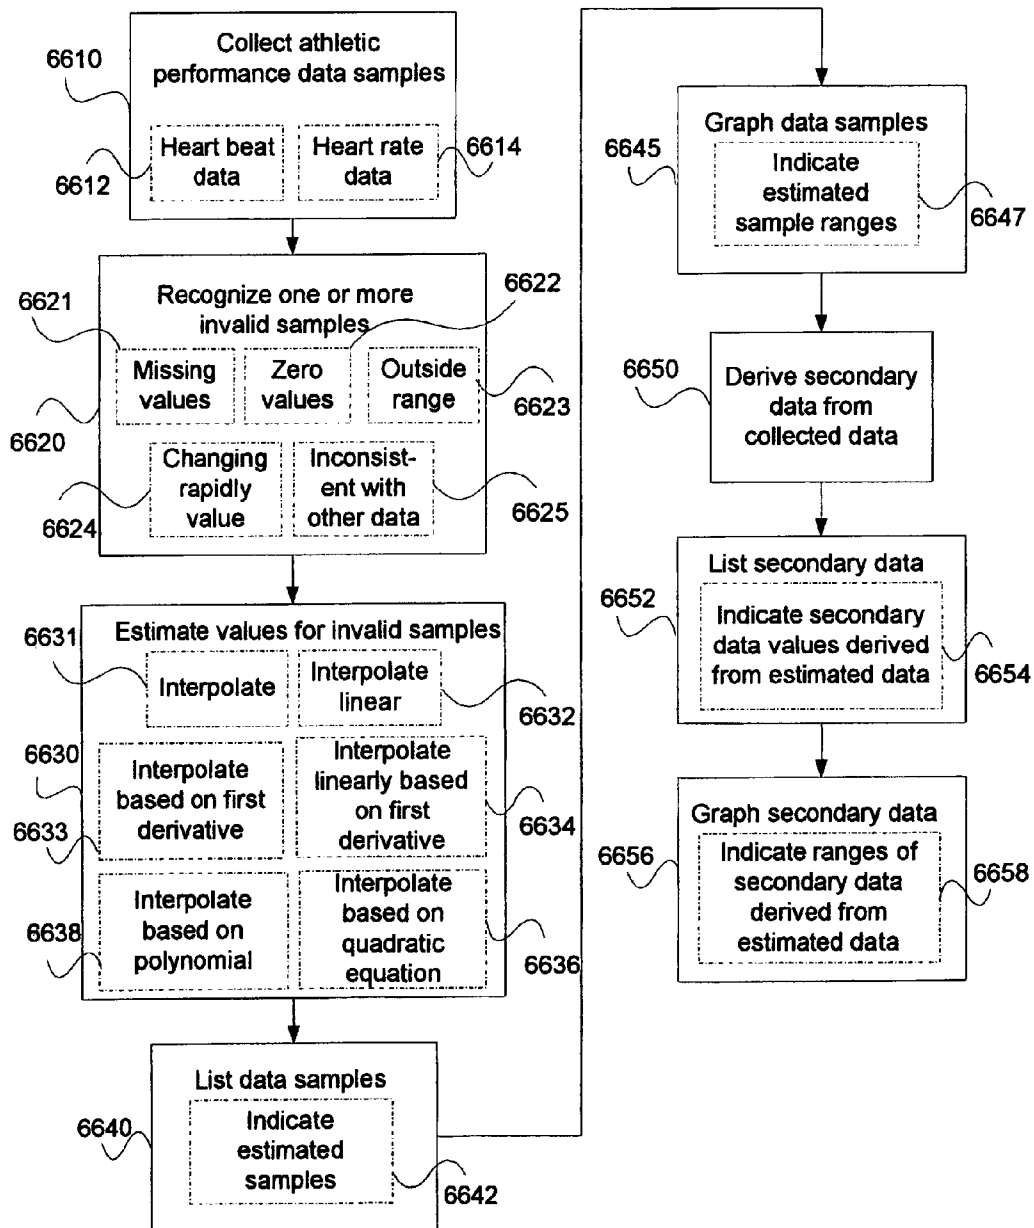 Collect athletic
performance data samples
6610
Heart beat
data
Heart rate
data
6612
6614
Recognize one or more
invalid samples
6621
6622
Missing
values
Zero
values
Outside
range
6620
6623
Changing
rapidly
value
Inconsist-
ent with
other data
6624
6625
Estimate values for invalid samples
6631
Interpolate
Interpolate
linear
6632
6630
Interpolate
based on first
derivative
Interpolate
linearly based
on first
derivative
6633
6634
Interpolate
based on
polynomial
Interpolate
based on
quadratic
equation
6638
6636
List data samples
Indicate
estimated
samples
6640
6642
Graph data samples
6645
Indicate
estimated
sample ranges
6647
6650
Derive secondary
data from
collected data
List secondary data
6652
Indicate secondary
data values derived
from estimated data
6654
Graph secondary data
6656
Indicate ranges of
secondary data
derived from
estimated data
6658